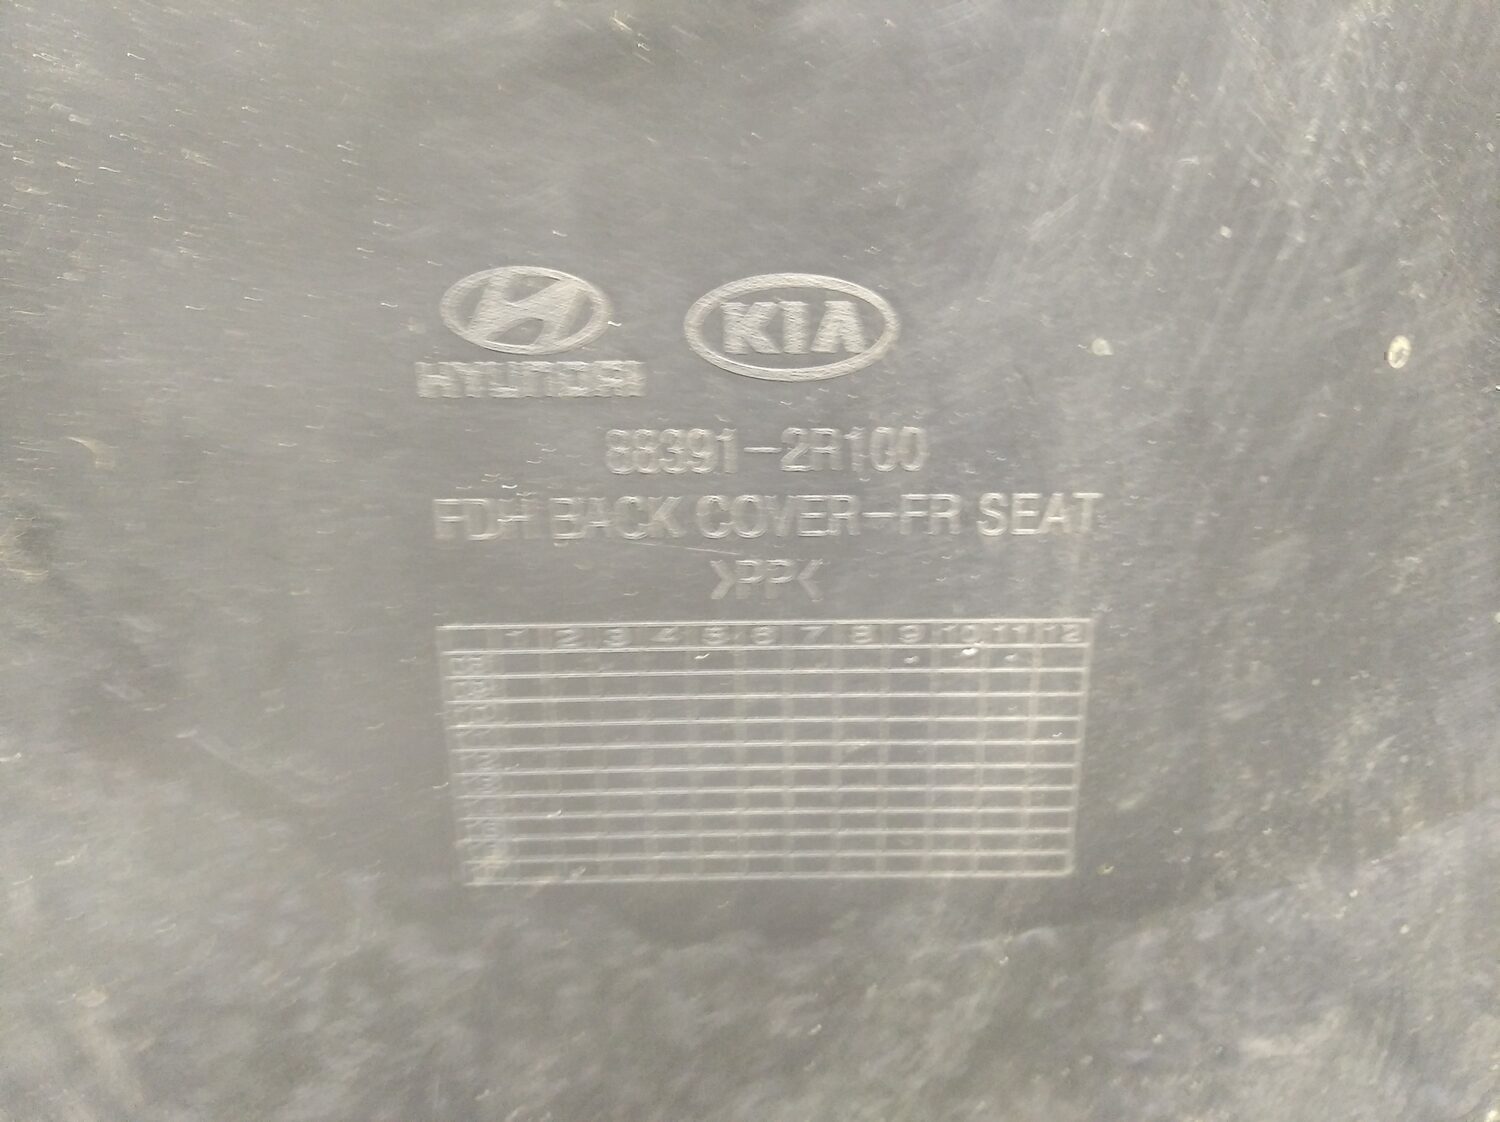 HYUNDAI KIA
88391-2R100
FDH BACK COVER-FR SEAT
>PP<
1 2 3 4 5 6 7 8 9 10 11 12